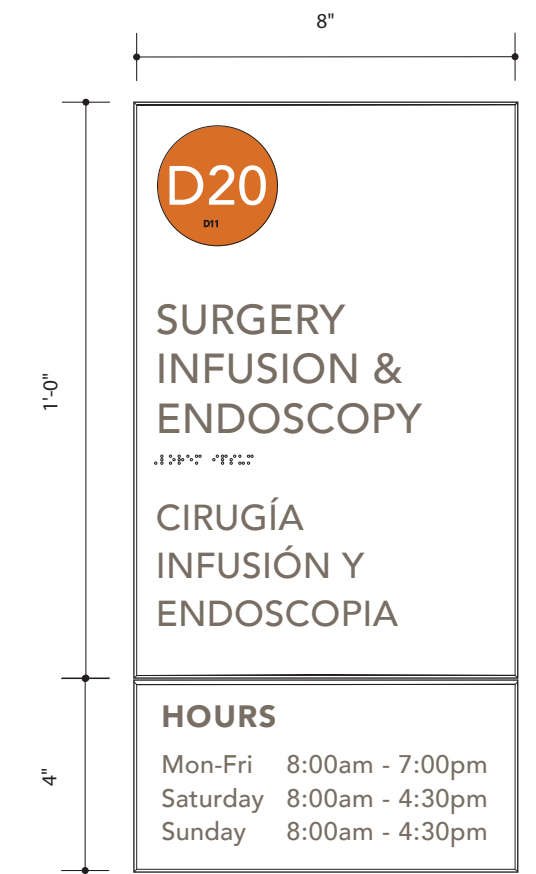 8"
D20
D11
1'-0"
SURGERY
INFUSION &
ENDOSCOPY
CIRUGÍA
INFUSIÓN Y
ENDOSCOPIA
4"
HOURS
Mon-Fri 8:00am - 7:00pm
Saturday 8:00am - 4:30pm
Sunday 8:00am - 4:30pm